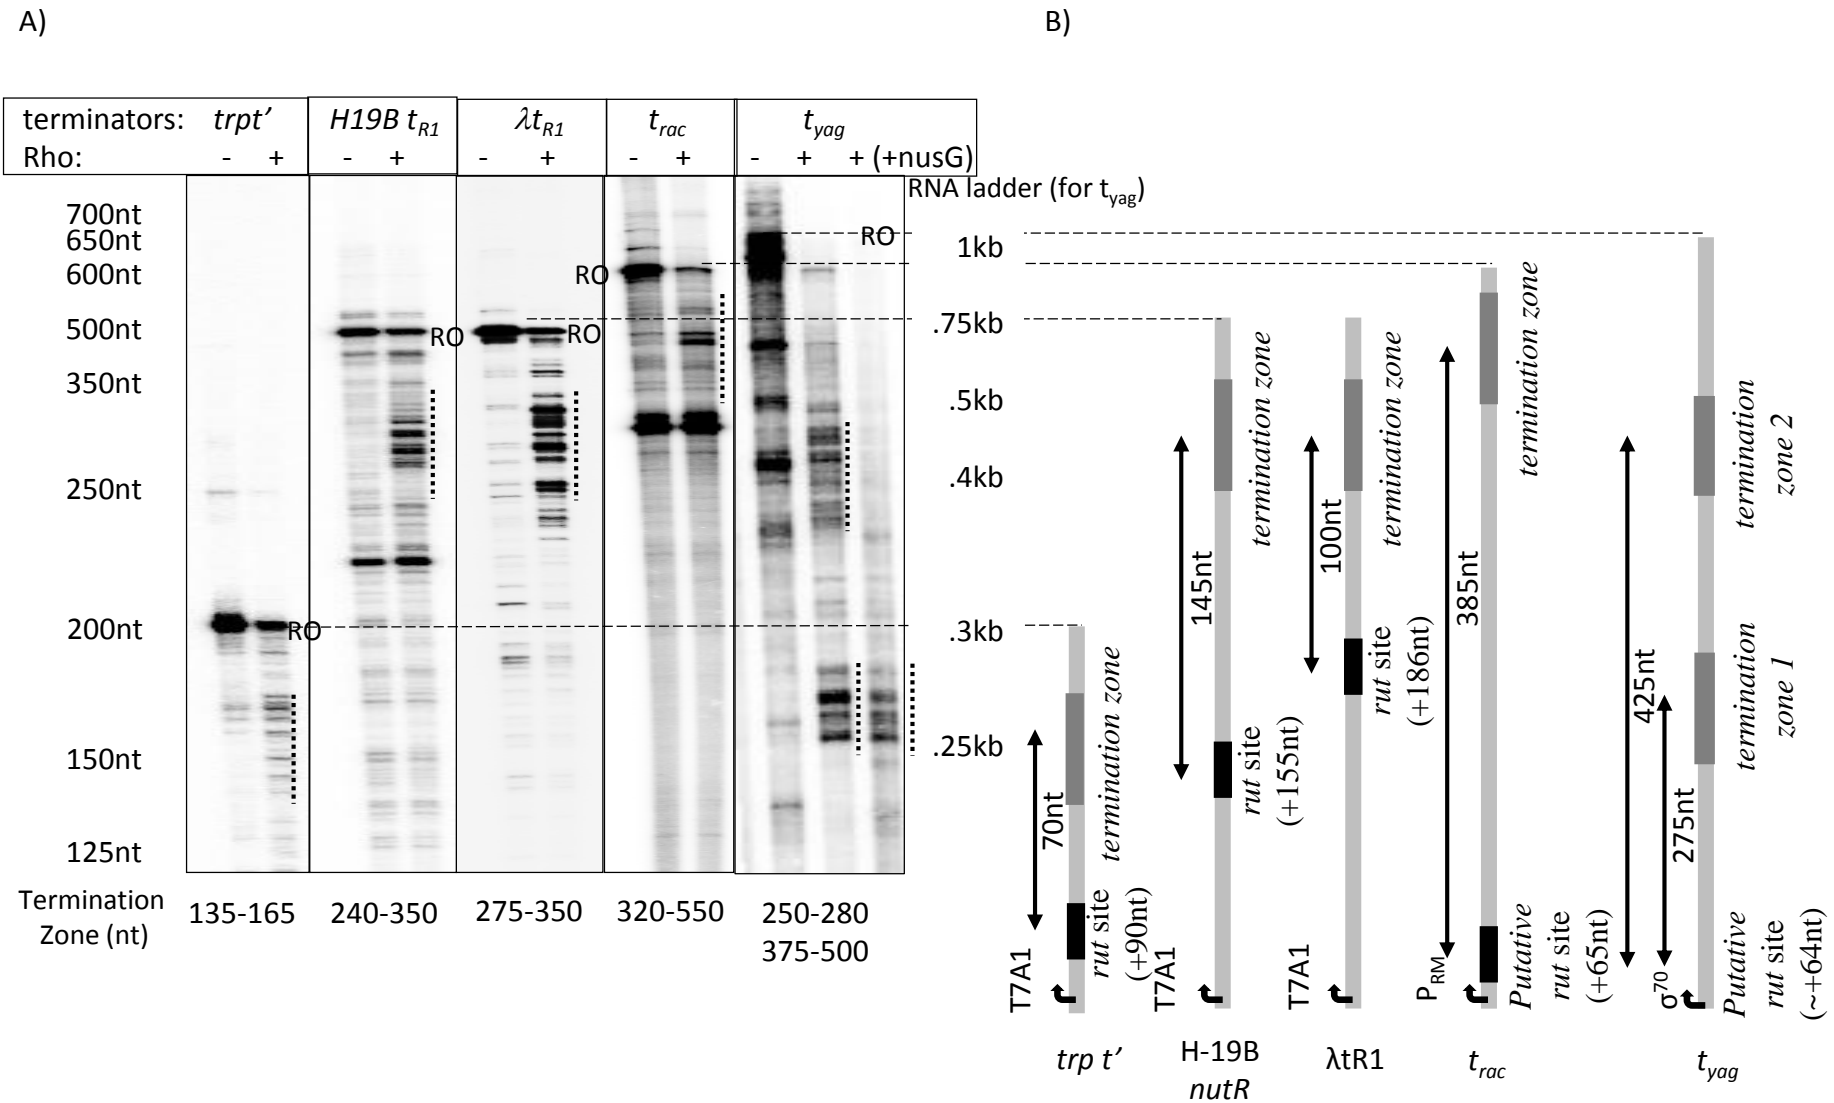 A)
B)
terminators: trpt’ H19B tR1 λtR1 trac tyag
Rho: - + - + - + - + - + + (+nusG)
RNA ladder (for tyag)
700nt
650nt
600nt
500nt
350nt
250nt
200nt
150nt
125nt
RO
RO
RO
RO
RO
1kb
.75kb
.5kb
.4kb
.3kb
.25kb
Termination
Zone (nt)
135-165
240-350
275-350
320-550
250-280
375-500
70nt
termination zone
rut site
(+90nt)
T7A1
trp t’
145nt
termination zone
rut site
(+155nt)
T7A1
H-19B
nutR
100nt
termination zone
rut site
(+186nt)
T7A1
λtR1
385nt
termination zone
Putative
rut site
(+65nt)
PRM
trac
425nt
275nt
termination
zone 2
termination
zone 1
Putative
rut site
(~+64nt)
σ70
tyag